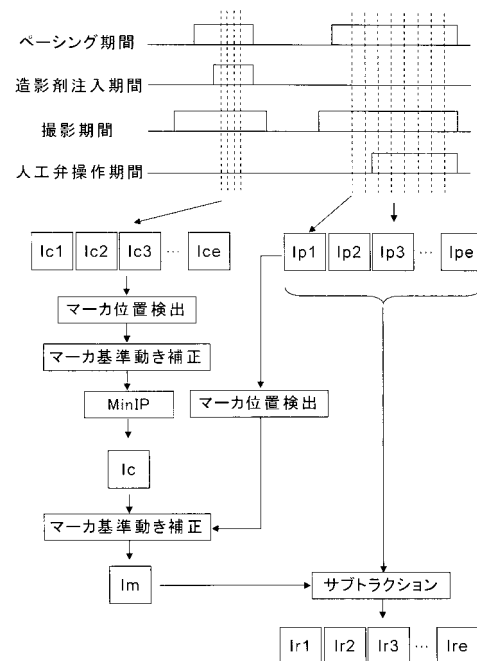 ペーシング期間
造影剤注入期間
撮影期間
人工弁操作期間
Ic1 Ic2 Ic3 … Ice
Ip1 Ip2 Ip3 … Ipe
マーカ位置検出
マーカ基準動き補正
MinIP
マーカ位置検出
Ic
マーカ基準動き補正
Im
サブトラクション
Ir1 Ir2 Ir3 … Ire